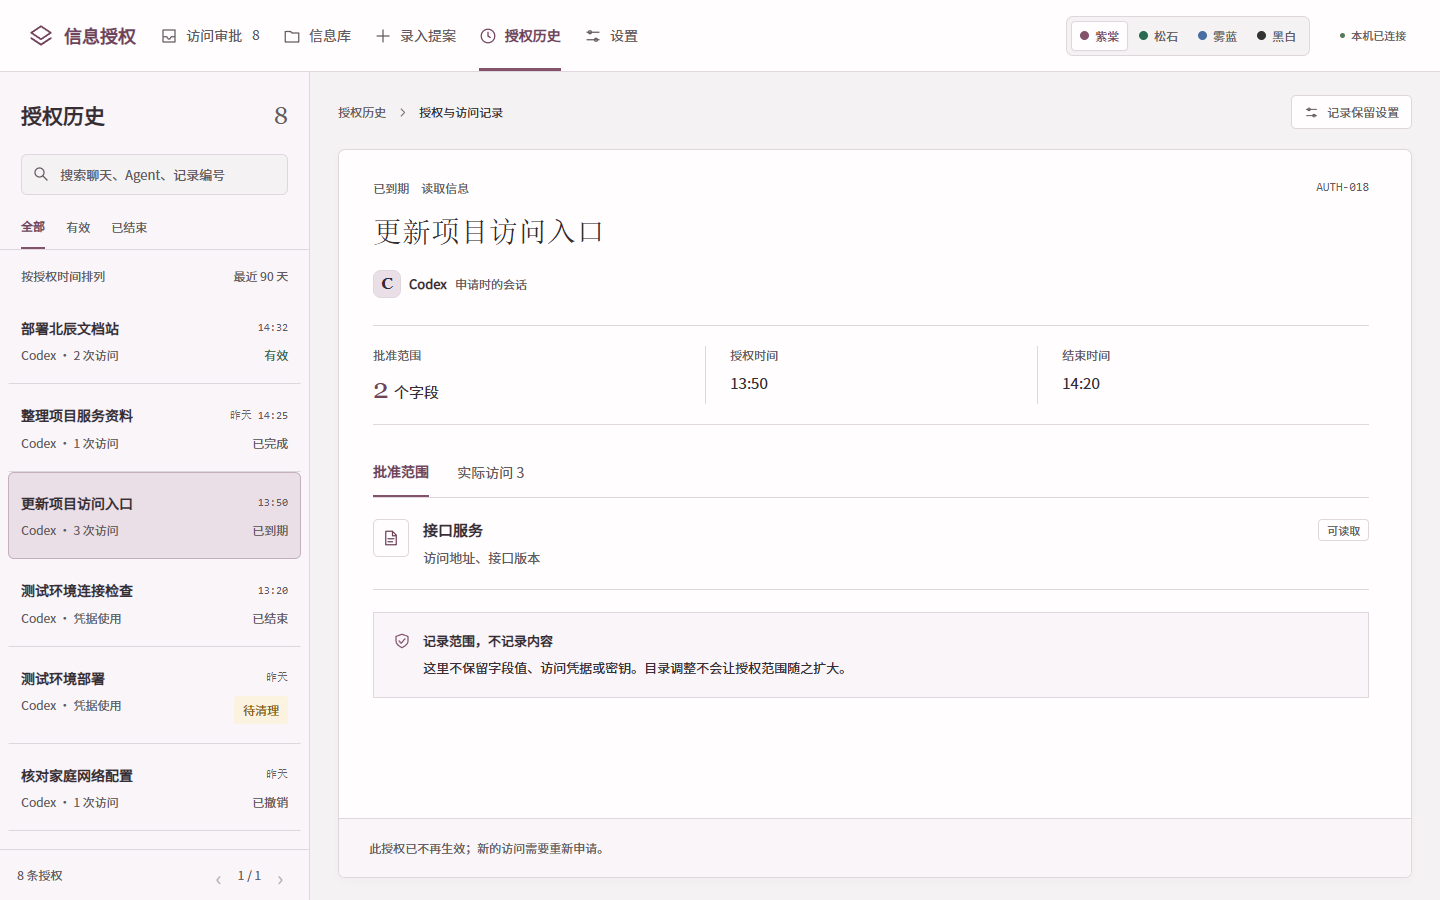 信息授权
访问审批 8
信息库
录入提案
授权历史
设置
紫棠
松石
雾蓝
黑白
本机已连接
授权历史 8
搜索聊天、Agent、记录编号
全部 有效 已结束
按授权时间排列 最近 90 天
部署北辰文档站 14:32
Codex · 2 次访问 有效
整理项目服务资料 昨天 14:25
Codex · 1 次访问 已完成
更新项目访问入口 13:50
Codex · 3 次访问 已到期
测试环境连接检查 13:20
Codex · 凭据使用 已结束
测试环境部署 昨天
Codex · 凭据使用 待清理
核对家庭网络配置 昨天
Codex · 1 次访问 已撤销
8 条授权 ‹ 1 / 1 ›
授权历史 > 授权与访问记录
记录保留设置
已到期 读取信息 AUTH-018
更新项目访问入口
C Codex 申请时的会话
批准范围 授权时间 结束时间
2 个字段 13:50 14:20
批准范围 实际访问 3
接口服务 可读取
访问地址、接口版本
记录范围，不记录内容
这里不保留字段值、访问凭据或密钥。目录调整不会让授权范围随之扩大。
此授权已不再生效；新的访问需要重新申请。